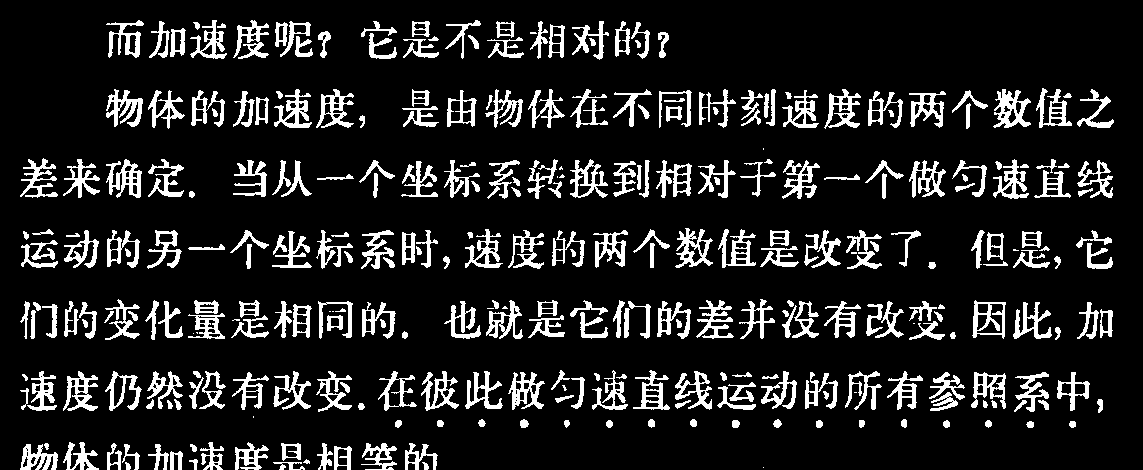 而加速度呢？它是不是相对的？
物体的加速度，是由物体在不同时刻速度的两个数值之
差来确定．当从一个坐标系转换到相对于第一个做匀速直线
运动的另一个坐标系时，速度的两个数值是改变了．但是，它
们的变化量是相同的．也就是它们的差并没有改变．因此，加
速度仍然没有改变．在彼此做匀速直线运动的所有参照系中，
物体的加速度是相等的